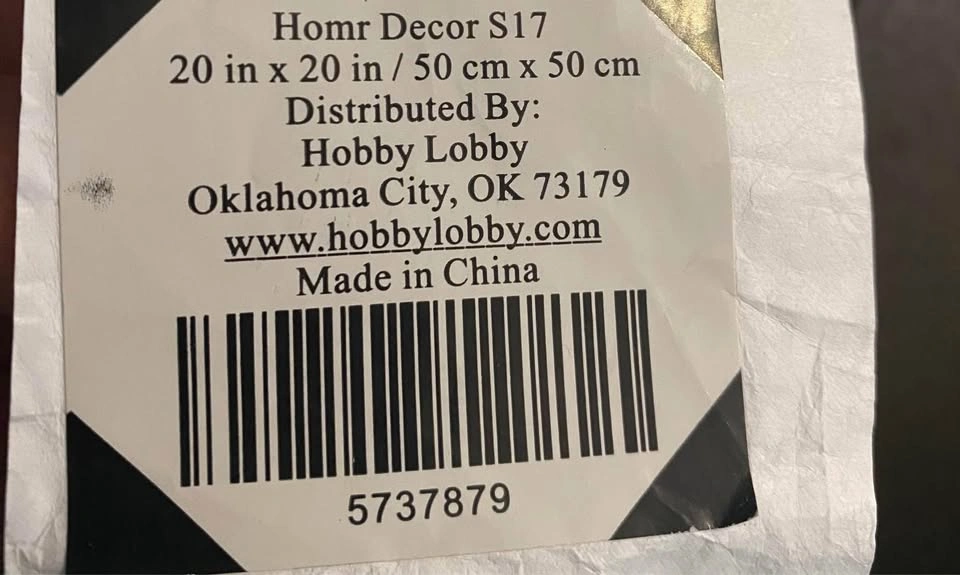 Homr Decor S17
20 in x 20 in / 50 cm x 50 cm
Distributed By:
Hobby Lobby
Oklahoma City, OK 73179
www.hobbylobby.com
Made in China
5737879